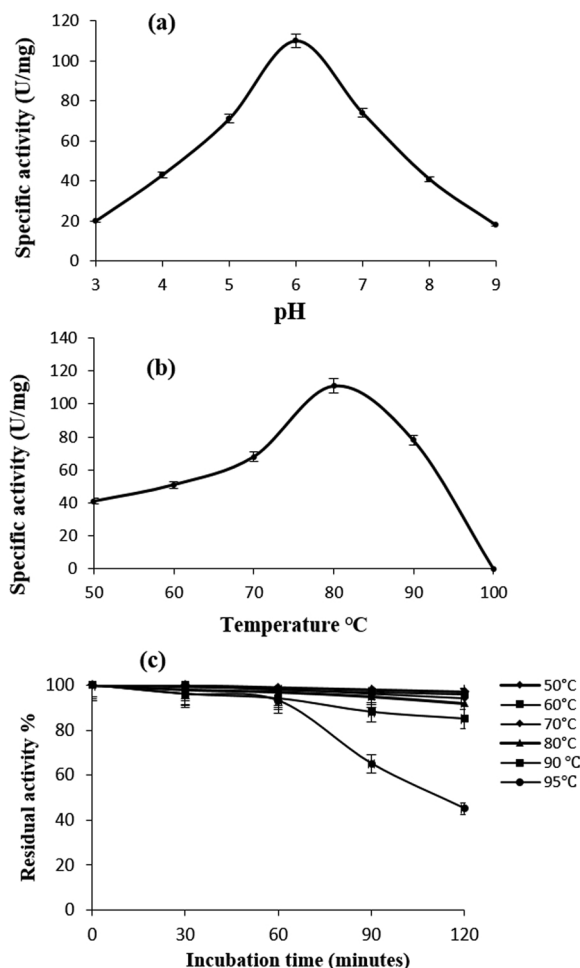 (a)
Specific activity (U/mg)
120
100
80
60
40
20
0
3 4 5 6 7 8 9
pH
(b)
Specific activity (U/mg)
140
120
100
80
60
40
20
0
50 60 70 80 90 100
Temperature °C
(c)
Residual activity %
100
80
60
40
20
0
0 30 60 90 120
Incubation time (minutes)
50°C
60°C
70°C
80°C
90 °C
95°C